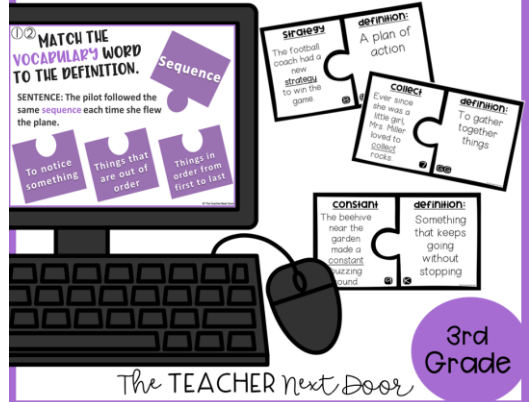 ①②
MATCH THE
VOCABULARY WORD
TO THE DEFINITION.
SENTENCE: The pilot followed the
same sequence each time she flew
the plane.
Sequence
To notice
something
Things that
are out of
order
Things in
order from
first to last
strategy
The football
coach had a
new
strategy
to win the
game.
definition:
A plan of
action
collect
Ever since
she was a
little girl,
Mrs. Miller
loved to
collect
rocks.
7
definition:
To gather
together
things
GG
constant
The beehive
near the
garden
made a
constant
buzzing
sound.
definition:
Something
that keeps
going
without
stopping
K
3rd
Grade
The TEACHER Next Door